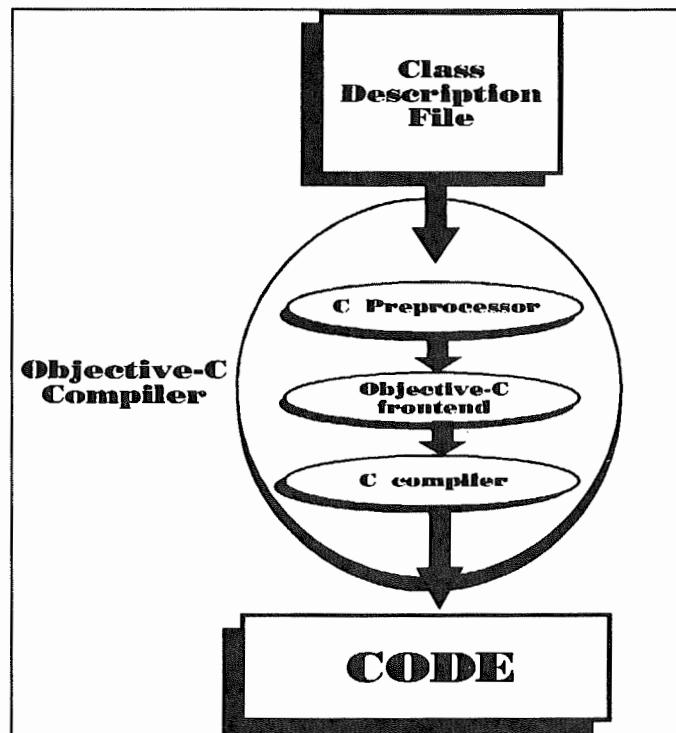 Class
Description
File
C Preprocessor
Objective-C
Compiler
Objective-C
frontend
C compiler
CODE